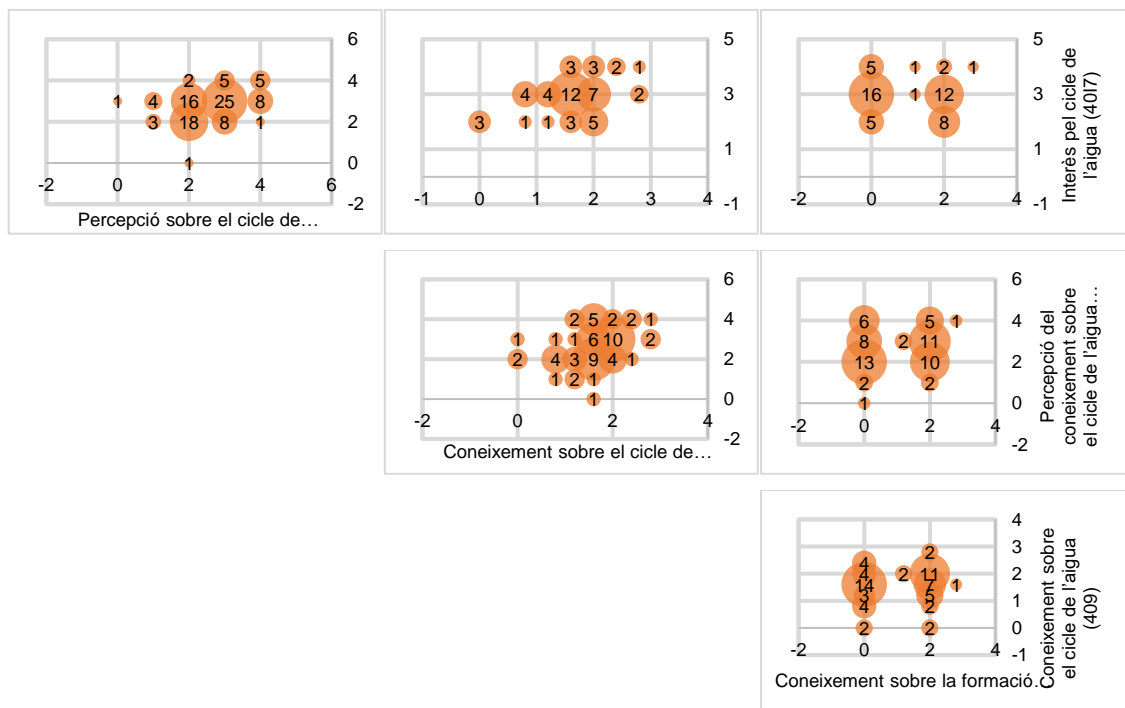 6
2 5 5 4
1 4 16 25 8
3 18 8 1 2
1 0
-2 0 2 4 6 -2
Percepció sobre el cicle de…
5
3 3 2 1
4 4 12 7 2 3
3 1 1 3 5
1
-1 0 1 2 3 4 -1
5
5 1 2 1
16 1 12 3
5 8
1
-2 0 2 4 -1
Interès pel cicle de
l'aigua (40I7)
6
2 5 2 2 1 4
1 1 1 6 10 2
2 4 3 9 4 1 2
1 2 1
1 0
-2 0 2 4 -2
Coneixement sobre el cicle de…
6
6 5 1 4
8 2 11
13 10 2
2 2
1 0
-2 0 2 4 -2
Percepció del
coneixement sobre
el cicle de l'aigua…
4
2 3
4
4 2 11 2
14 7 1
3 5
4 2 1
2 2 0
-2 0 2 4 -1
Coneixement sobre la formació…
Coneixement sobre
el cicle de l'aigua
(409)